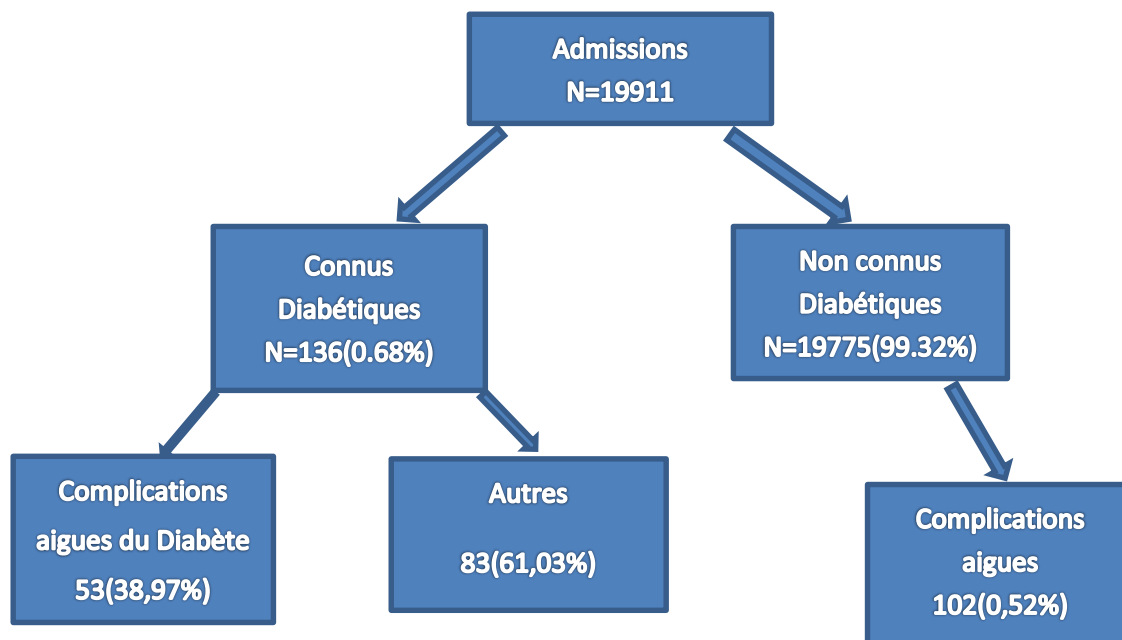 Admissions
N=19911
Connus
Diabétiques
N=136(0.68%)
Non connus
Diabétiques
N=19775(99.32%)
Complications
aigues du Diabète
53(38,97%)
Autres
83(61,03%)
Complications
aigues
102(0,52%)